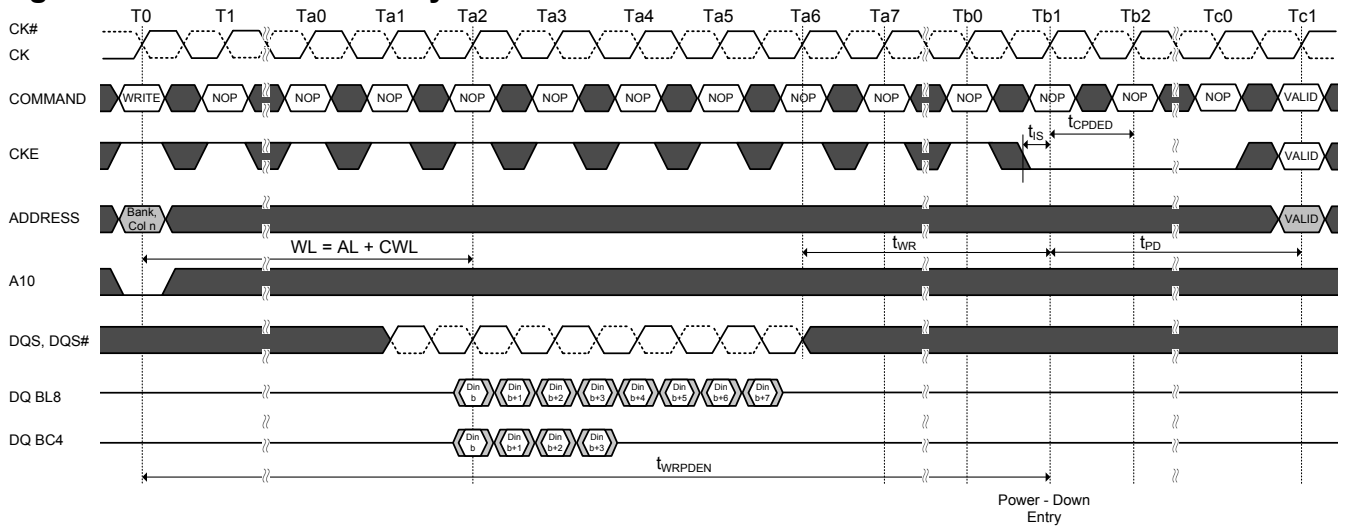 T0 T1 Ta0 Ta1 Ta2 Ta3 Ta4 Ta5 Ta6 Ta7 Tb0 Tb1 Tb2 Tc0 Tc1
CK#
CK
COMMAND WRITE NOP NOP NOP NOP NOP NOP NOP NOP NOP NOP NOP NOP NOP VALID
tIS tCPDED
CKE VALID
ADDRESS Bank, Col n VALID
WL = AL + CWL tWR tPD
A10
DQS, DQS#
DQ BL8 Din b Din b+1 Din b+2 Din b+3 Din b+4 Din b+5 Din b+6 Din b+7
DQ BC4 Din b Din b+1 Din b+2 Din b+3
tWRPDEN
Power - Down
Entry